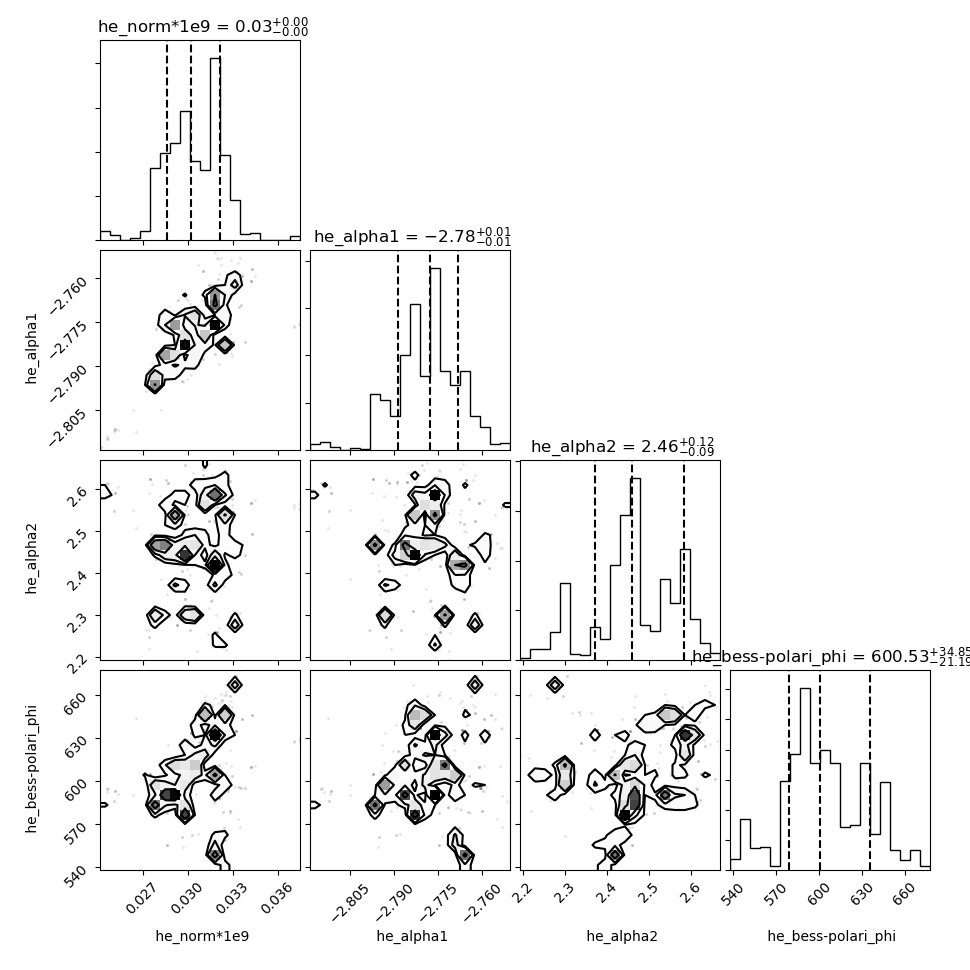 he_norm*1e9 = 0.03+0.00−0.00
he_alpha1 = −2.78+0.01−0.01
−2.760
−2.775
−2.790
−2.805
he_alpha1
he_alpha2 = 2.46+0.12−0.09
2.6
2.5
2.4
2.3
2.2
he_alpha2
he_bess-polari_phi = 600.53+34.85−21.19
660
630
600
570
540
he_bess-polari_phi
0.027 0.030 0.033 0.036
−2.805 −2.790 −2.775 −2.760
2.2 2.3 2.4 2.5 2.6
540 570 600 630 660
he_norm*1e9 he_alpha1 he_alpha2 he_bess-polari_phi